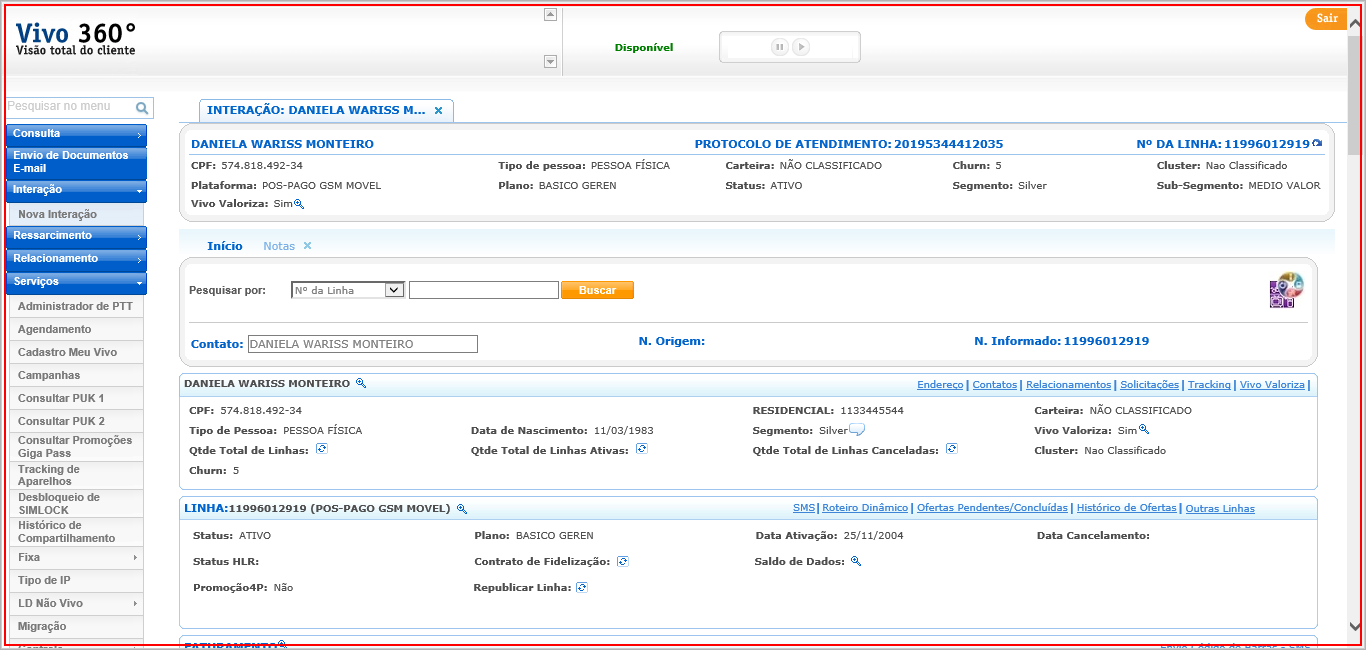 Vivo 360°
Visão total do cliente
Disponível
Sair
Pesquisar no menu
Consulta
Envio de Documentos
E-mail
Interação
Nova Interação
Ressarcimento
Relacionamento
Serviços
Administrador de PTT
Agendamento
Cadastro Meu Vivo
Campanhas
Consultar PUK 1
Consultar PUK 2
Consultar Promoções
Giga Pass
Tracking de
Aparelhos
Desbloqueio de
SIMLOCK
Histórico de
Compartilhamento
Fixa
Tipo de IP
LD Não Vivo
Migração
INTERAÇÃO: DANIELA WARISS M... ×
DANIELA WARISS MONTEIRO PROTOCOLO DE ATENDIMENTO: 20195344412035 Nº DA LINHA: 11996012919
CPF: 574.818.492-34 Tipo de pessoa: PESSOA FÍSICA Carteira: NÃO CLASSIFICADO Churn: 5 Cluster: Nao Classificado
Plataforma: POS-PAGO GSM MOVEL Plano: BASICO GEREN Status: ATIVO Segmento: Silver Sub-Segmento: MEDIO VALOR
Vivo Valoriza: Sim
Início Notas ×
Pesquisar por: Nº da Linha Buscar
Contato: DANIELA WARISS MONTEIRO N. Origem: N. Informado: 11996012919
DANIELA WARISS MONTEIRO Endereço | Contatos | Relacionamentos | Solicitações | Tracking | Vivo Valoriza |
CPF: 574.818.492-34 RESIDENCIAL: 1133445544 Carteira: NÃO CLASSIFICADO
Tipo de Pessoa: PESSOA FÍSICA Data de Nascimento: 11/03/1983 Segmento: Silver Vivo Valoriza: Sim
Qtde Total de Linhas: Qtde Total de Linhas Ativas: Qtde Total de Linhas Canceladas: Cluster: Nao Classificado
Churn: 5
LINHA:11996012919 (POS-PAGO GSM MOVEL) SMS | Roteiro Dinâmico | Ofertas Pendentes/Concluídas | Histórico de Ofertas | Outras Linhas
Status: ATIVO Plano: BASICO GEREN Data Ativação: 25/11/2004 Data Cancelamento:
Status HLR: Contrato de Fidelização: Saldo de Dados:
Promoção4P: Não Republicar Linha:
FATURAMENTO